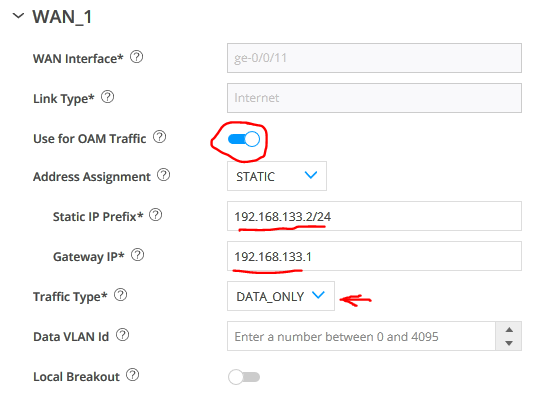 WAN_1
WAN Interface* ge-0/0/11
Link Type* Internet
Use for OAM Traffic
Address Assignment STATIC
Static IP Prefix* 192.168.133.2/24
Gateway IP* 192.168.133.1
Traffic Type* DATA_ONLY
Data VLAN Id Enter a number between 0 and 4095
Local Breakout